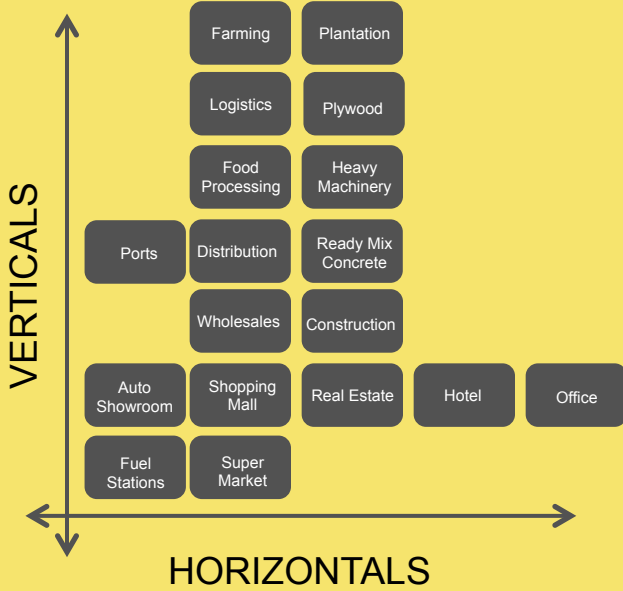 Farming
Plantation
Logistics
Plywood
Food
Processing
Heavy
Machinery
Ports
Distribution
Ready Mix
Concrete
Wholesales
Construction
Auto
Showroom
Shopping
Mall
Real Estate
Hotel
Office
Fuel
Stations
Super
Market
VERTICALS
HORIZONTALS